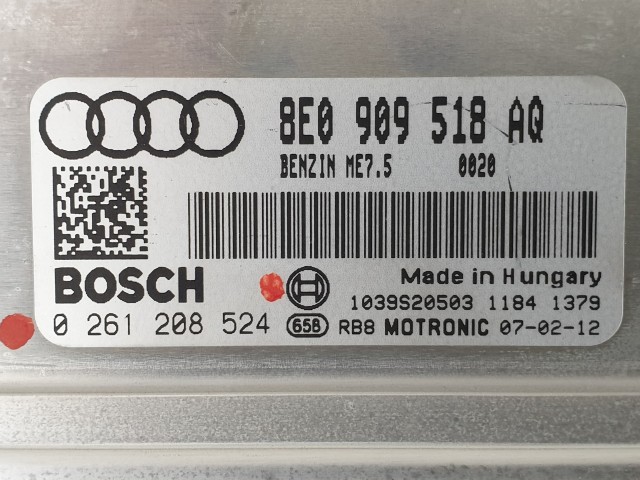 8E0 909 518 AQ
BENZIN ME7.5 0020
BOSCH
Made in Hungary
1039S20503 1184 1379
0 261 208 524 658 RB8 MOTRONIC 07-02-12